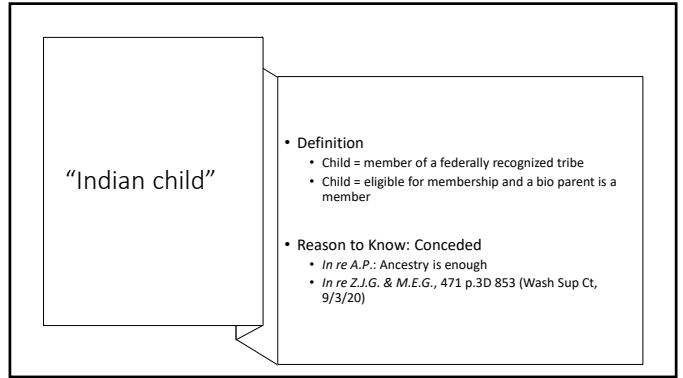 “Indian child”
• Definition
• Child = member of a federally recognized tribe
• Child = eligible for membership and a bio parent is a
member
• Reason to Know: Conceded
• In re A.P.: Ancestry is enough
• In re Z.J.G. & M.E.G., 471 p.3D 853 (Wash Sup Ct,
9/3/20)